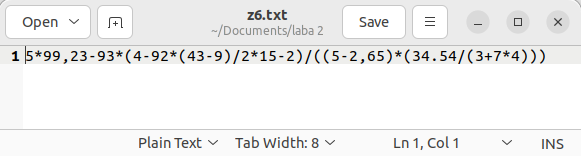 Open
z6.txt
~/Documents/laba 2
Save
1 5*99,23-93*(4-92*(43-9)/2*15-2)/((5-2,65)*(34.54/(3+7*4)))
Plain Text
Tab Width: 8
Ln 1, Col 1
INS